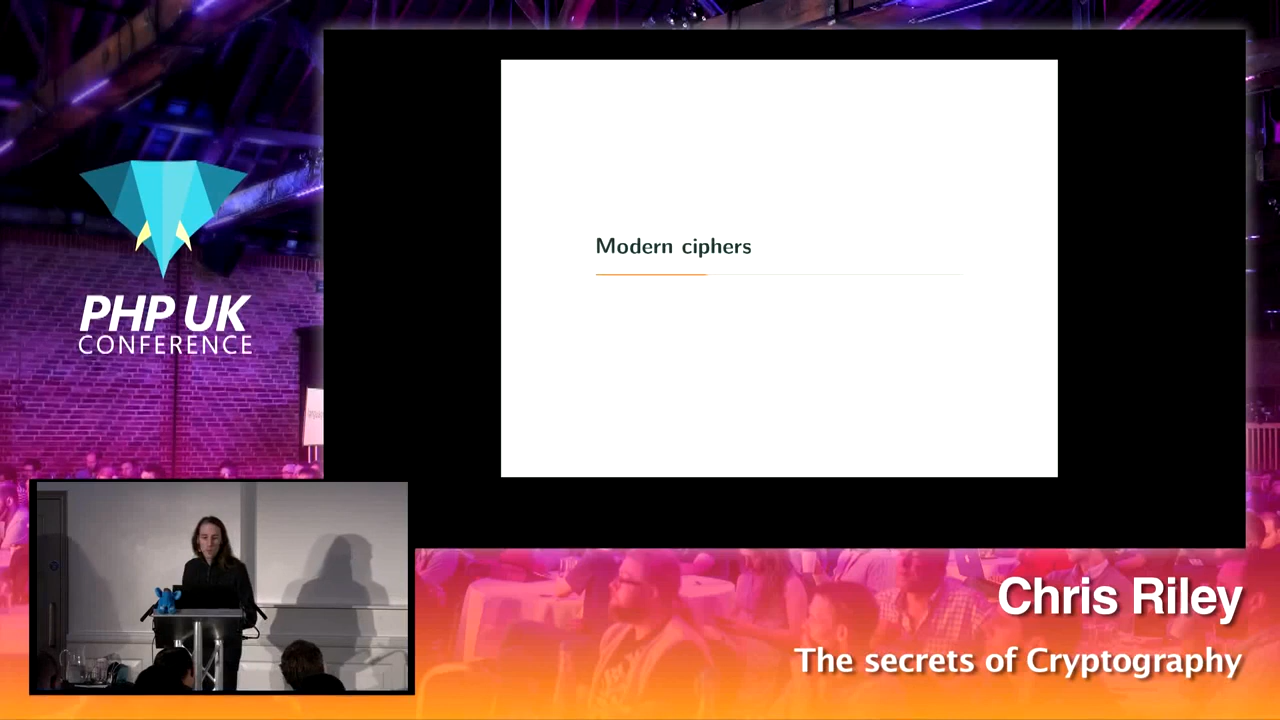 Modern ciphers
PHP UK
CONFERENCE
Chris Riley
The secrets of Cryptography